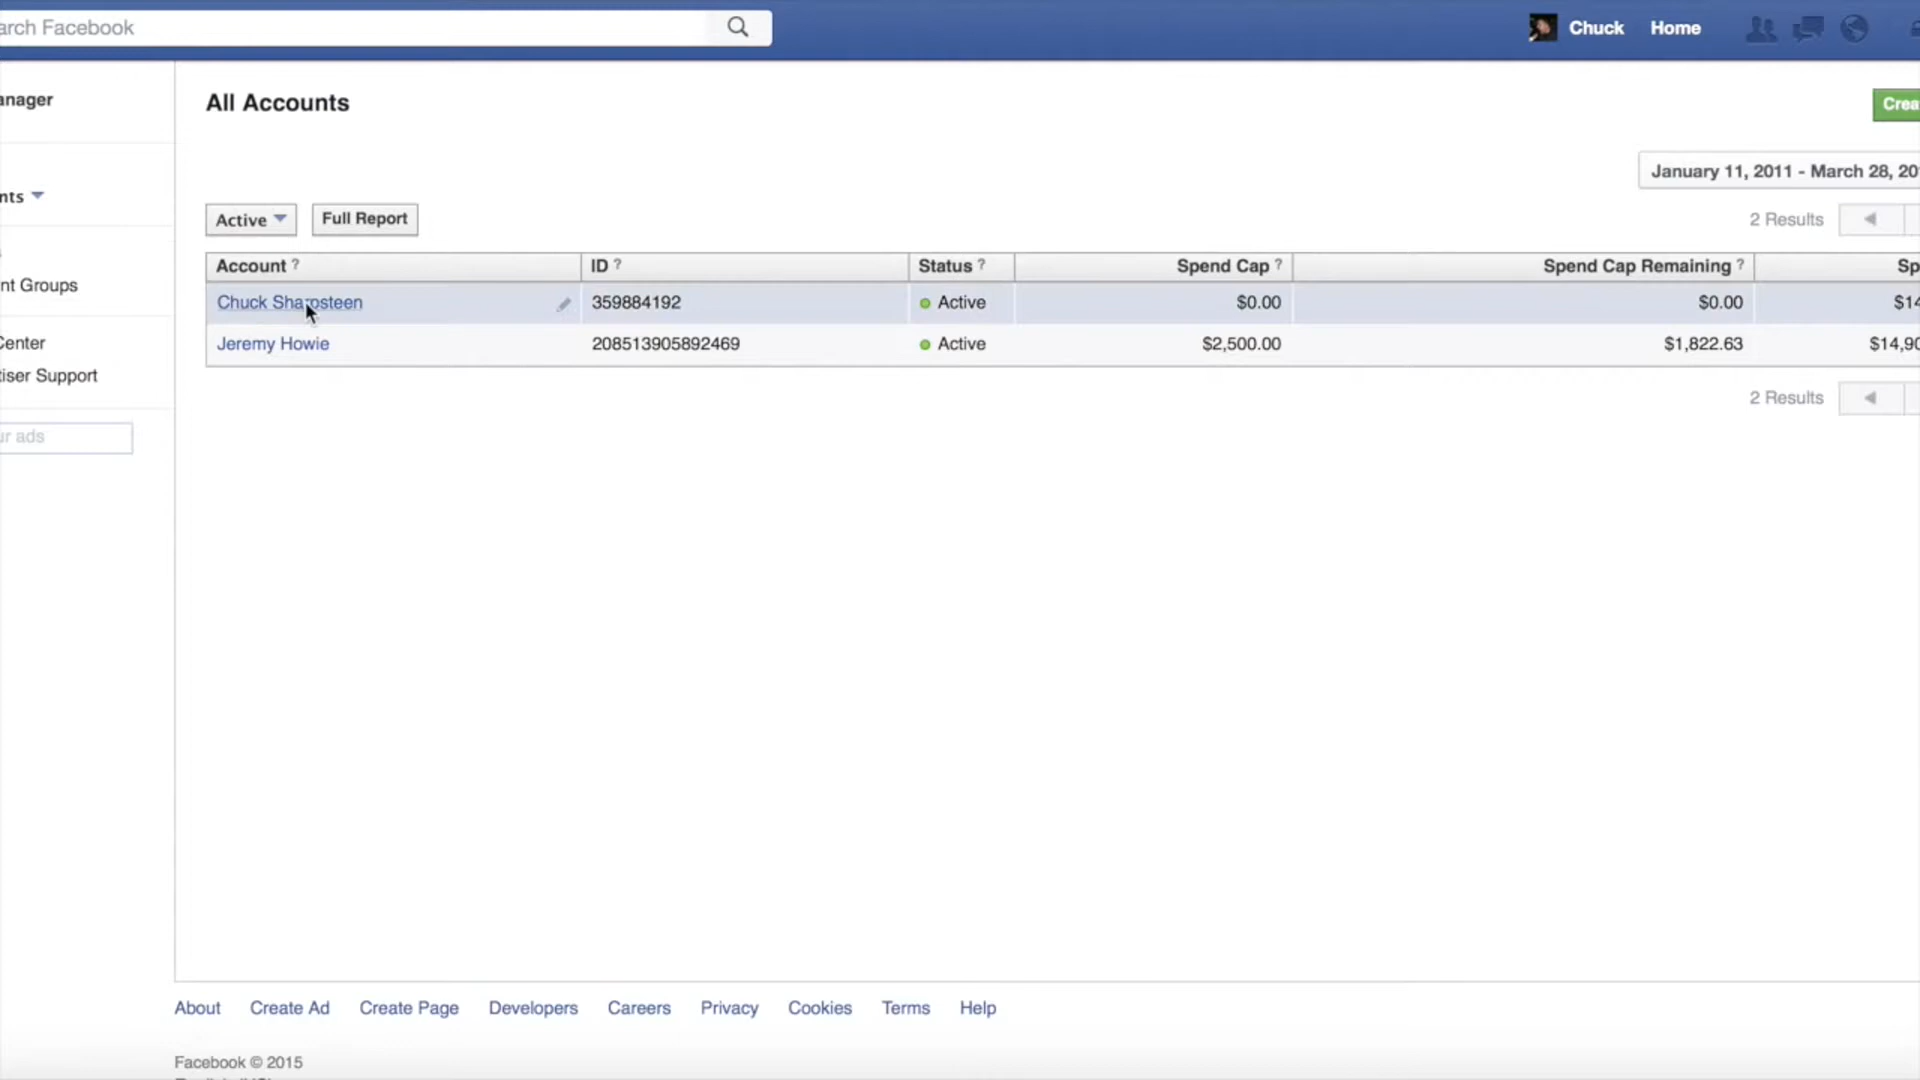 arch Facebook
Chuck Home
anager
All Accounts
Crea
January 11, 2011 - March 28, 20
nts
Active Full Report
2 Results
Account ? ID ? Status ? Spend Cap ? Spend Cap Remaining ? Sp
Chuck Sharpsteen 359884192 Active $0.00 $0.00 $14
nt Groups
Jeremy Howie 208513905892469 Active $2,500.00 $1,822.63 $14,90
Center
tiser Support
2 Results
ur ads
About Create Ad Create Page Developers Careers Privacy Cookies Terms Help
Facebook © 2015